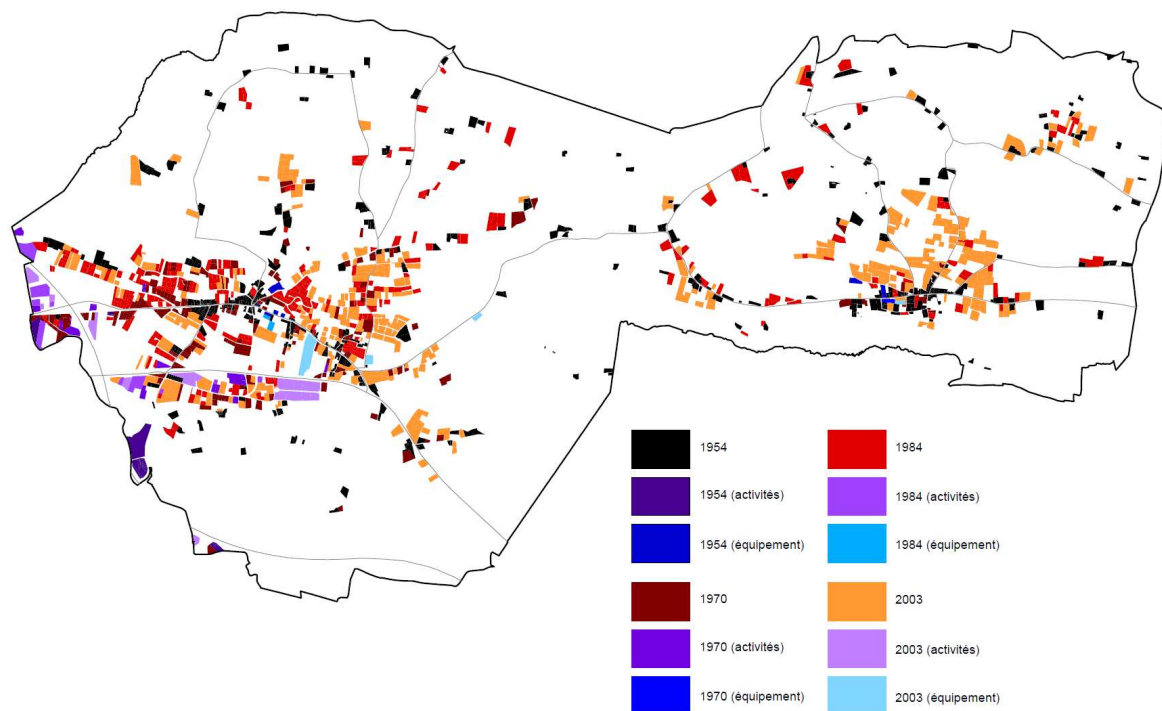 1954
1984
1954 (activités)
1984 (activités)
1954 (équipement)
1984 (équipement)
1970
2003
1970 (activités)
2003 (activités)
1970 (équipement)
2003 (équipement)